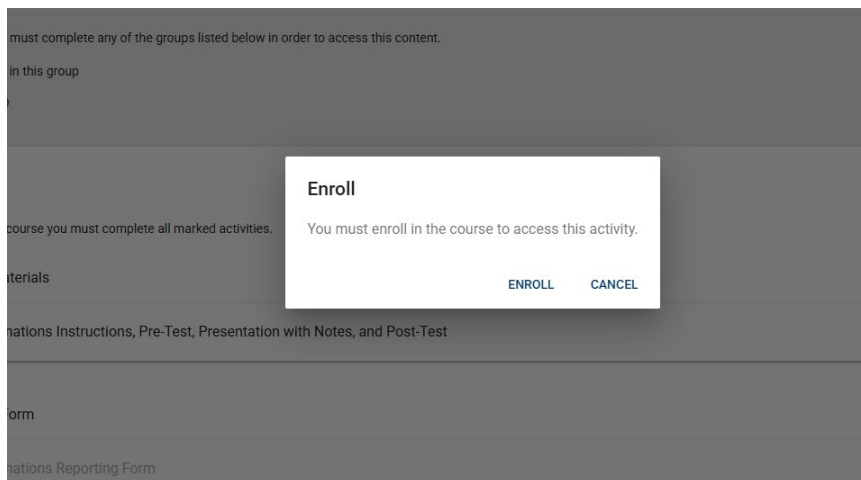 must complete any of the groups listed below in order to access this content.
in this group
Enroll
course you must complete all marked activities.
You must enroll in the course to access this activity.
ENROLL CANCEL
nations Instructions, Pre-Test, Presentation with Notes, and Post-Test
nations Reporting Form